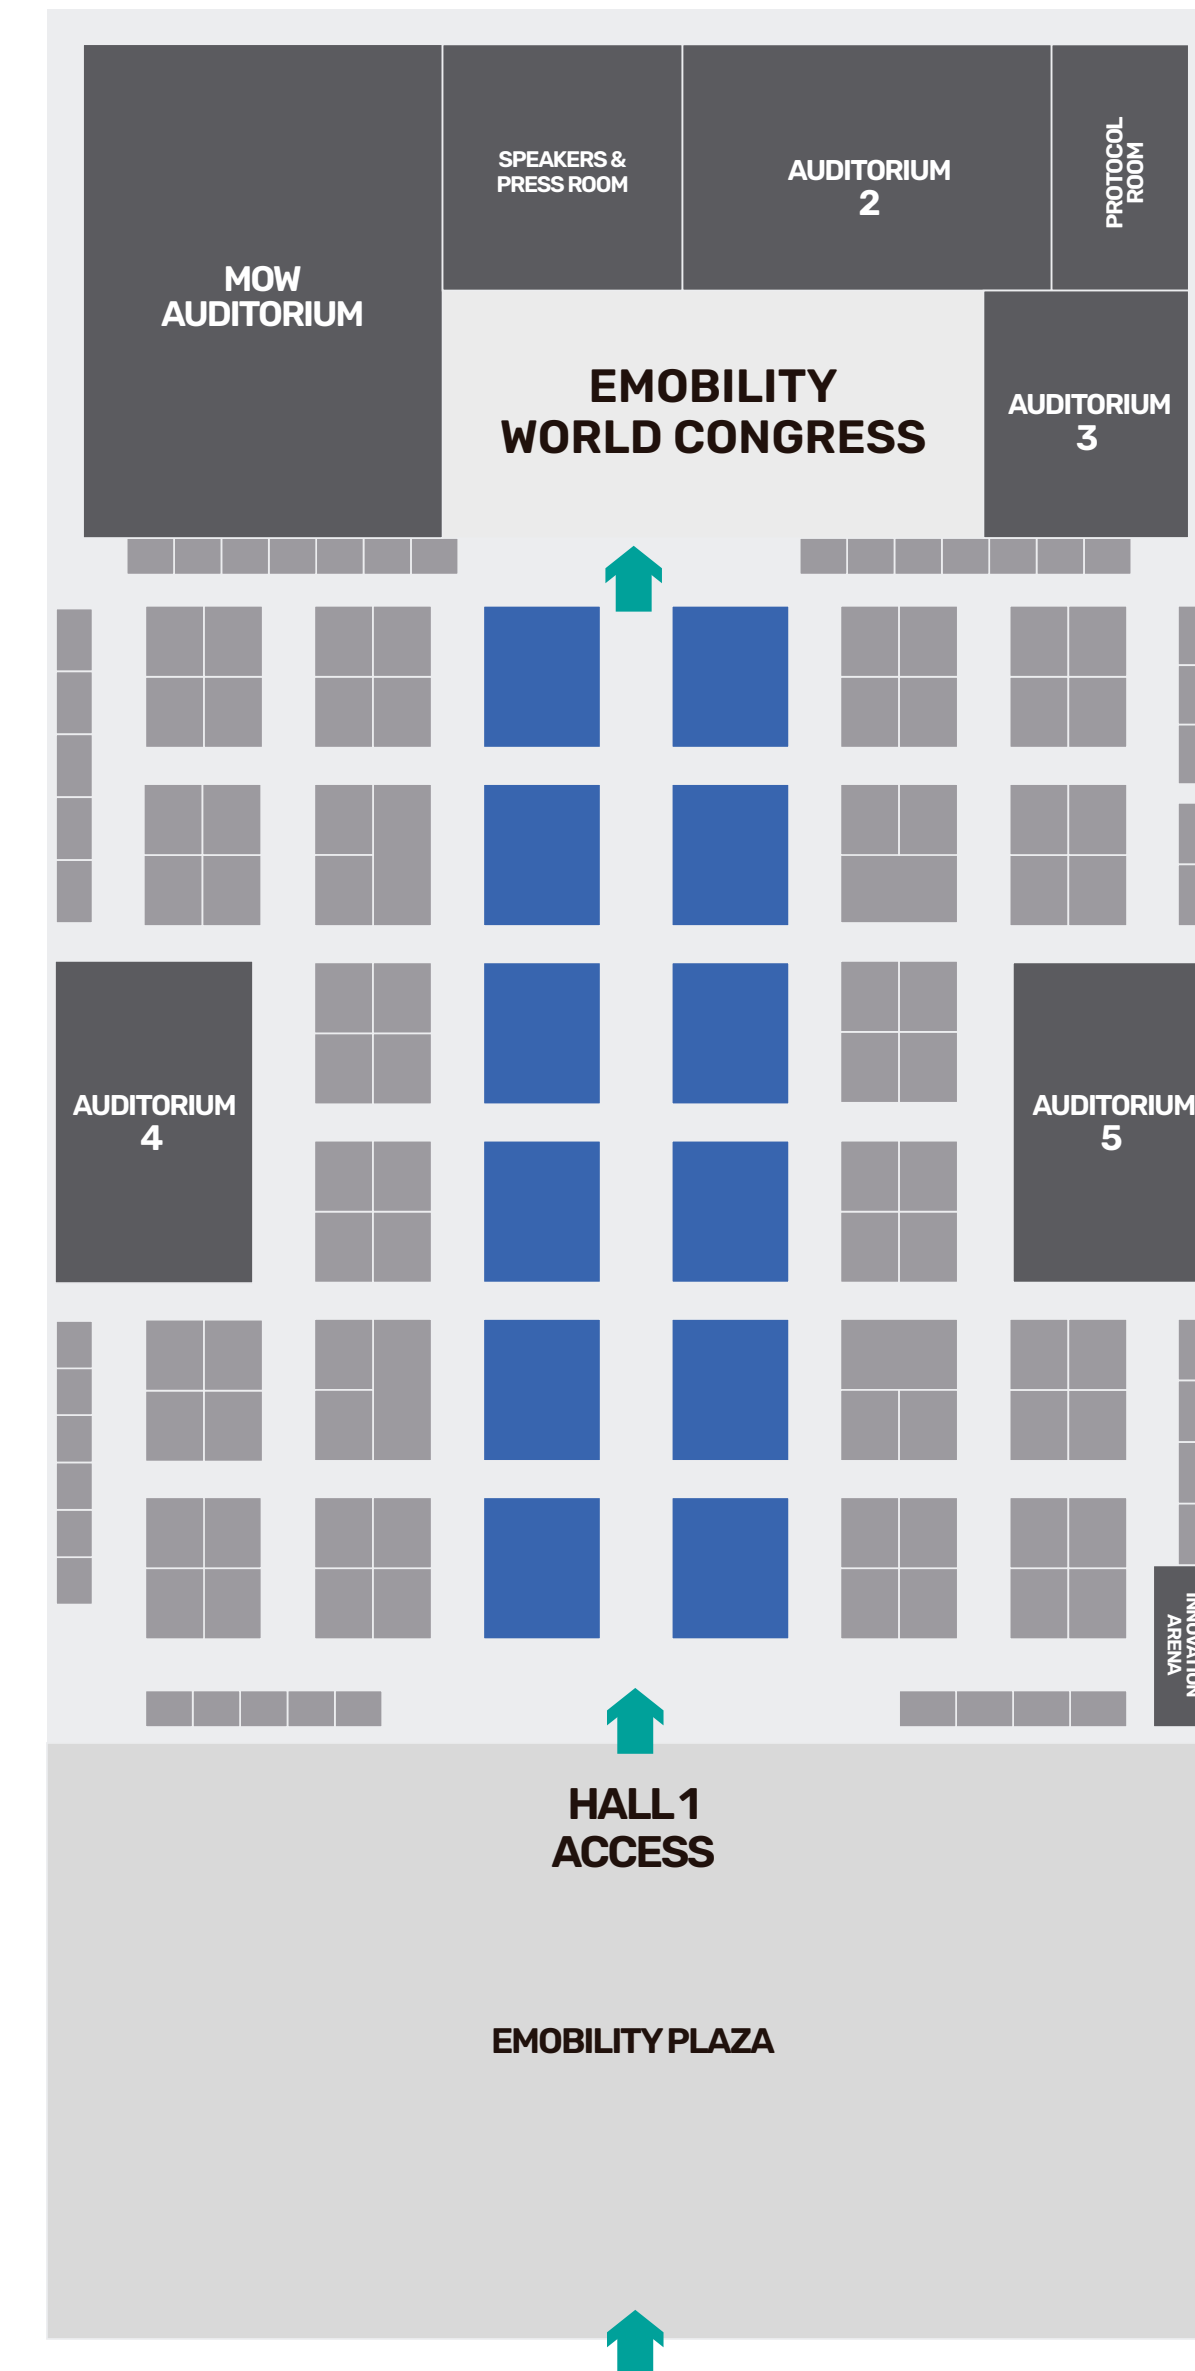 SPEAKERS &
PRESS ROOM
AUDITORIUM
2
PROTOCOL
ROOM
MOW
AUDITORIUM
EMOBILITY
WORLD CONGRESS
AUDITORIUM
3
AUDITORIUM
4
AUDITORIUM
5
INNOVATION
ARENA
HALL 1
ACCESS
EMOBILITY PLAZA